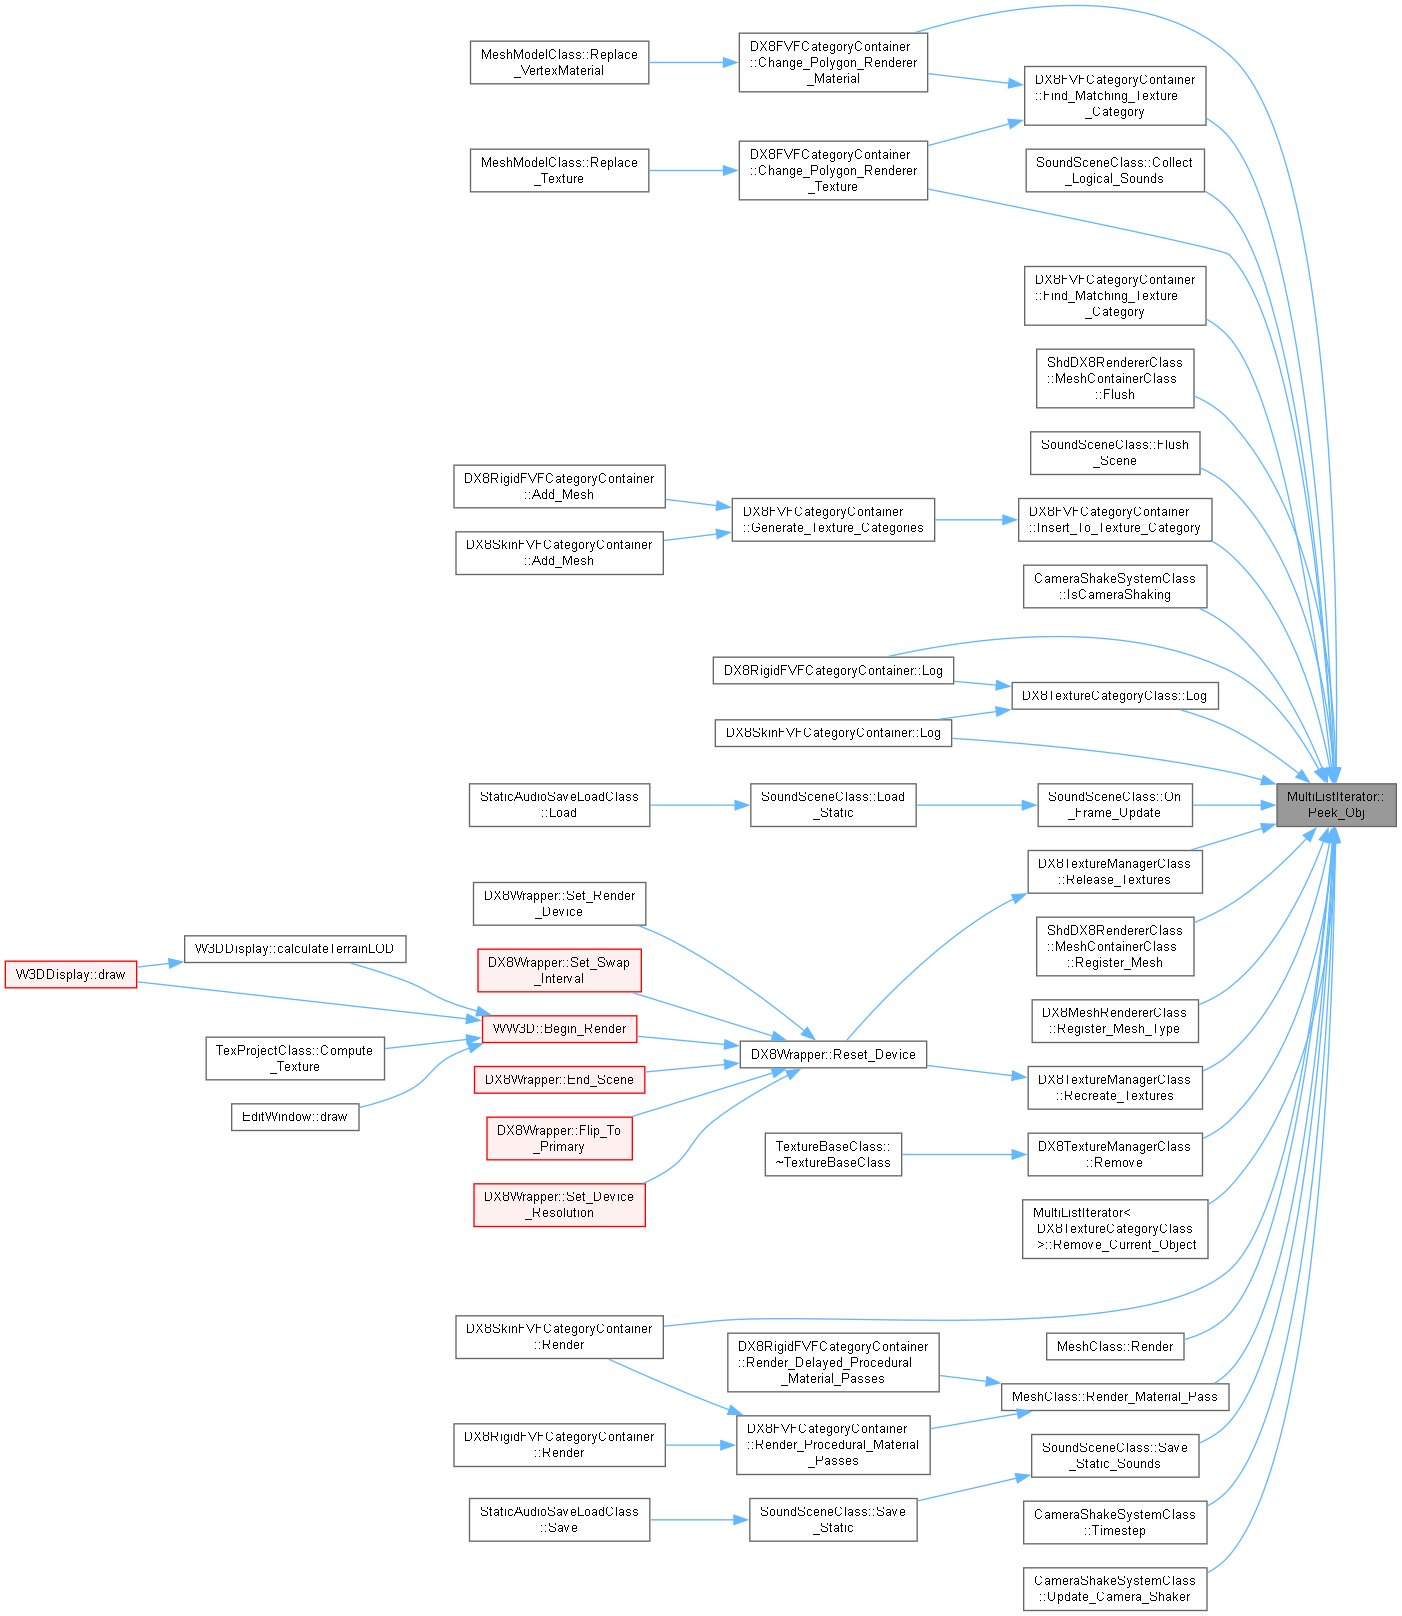 MeshModelClass::Replace
_VertexMaterial
DX8FVFCategoryContainer
::Change_Polygon_Renderer
_Material
DX8FVFCategoryContainer
::Find_Matching_Texture
_Category
MeshModelClass::Replace
_Texture
DX8FVFCategoryContainer
::Change_Polygon_Renderer
_Texture
SoundSceneClass::Collect
_Logical_Sounds
DX8FVFCategoryContainer
::Find_Matching_Texture
_Category
ShdDX8RendererClass
::MeshContainerClass
::Flush
SoundSceneClass::Flush
_Scene
DX8RigidFVFCategoryContainer
::Add_Mesh
DX8SkinFVFCategoryContainer
::Add_Mesh
DX8FVFCategoryContainer
::Generate_Texture_Categories
DX8FVFCategoryContainer
::Insert_To_Texture_Category
CameraShakeSystemClass
::IsCameraShaking
DX8RigidFVFCategoryContainer::Log
DX8TextureCategoryClass::Log
DX8SkinFVFCategoryContainer::Log
StaticAudioSaveLoadClass
::Load
SoundSceneClass::Load
_Static
SoundSceneClass::On
_Frame_Update
MultiListIterator::
Peek_Obj
DX8TextureManagerClass
::Release_Textures
DX8Wrapper::Set_Render
_Device
ShdDX8RendererClass
::MeshContainerClass
::Register_Mesh
W3DDisplay::calculateTerrainLOD
W3DDisplay::draw
DX8Wrapper::Set_Swap
_Interval
WW3D::Begin_Render
DX8MeshRendererClass
::Register_Mesh_Type
TexProjectClass::Compute
_Texture
DX8Wrapper::Reset_Device
DX8Wrapper::End_Scene
DX8TextureManagerClass
::Recreate_Textures
EditWindow::draw
DX8Wrapper::Flip_To
_Primary
TextureBaseClass::
~TextureBaseClass
DX8TextureManagerClass
::Remove
DX8Wrapper::Set_Device
_Resolution
MultiListIterator<
DX8TextureCategoryClass
>::Remove_Current_Object
DX8SkinFVFCategoryContainer
::Render
DX8RigidFVFCategoryContainer
::Render_Delayed_Procedural
_Material_Passes
MeshClass::Render
MeshClass::Render_Material_Pass
DX8RigidFVFCategoryContainer
::Render
DX8FVFCategoryContainer
::Render_Procedural_Material
_Passes
SoundSceneClass::Save
_Static_Sounds
StaticAudioSaveLoadClass
::Save
SoundSceneClass::Save
_Static
CameraShakeSystemClass
::Timestep
CameraShakeSystemClass
::Update_Camera_Shaker